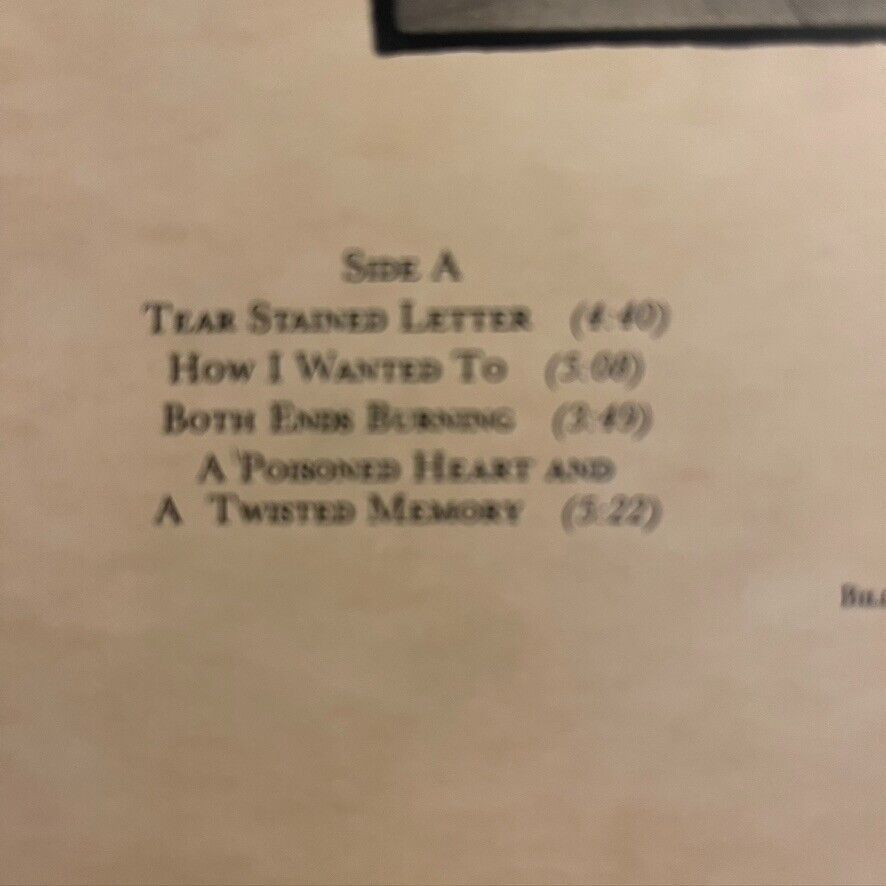 Side A
Tear Stained Letter (4:40)
How I Wanted To (5:08)
Both Ends Burning (3:49)
A Poisoned Heart and
A Twisted Memory (5:22)